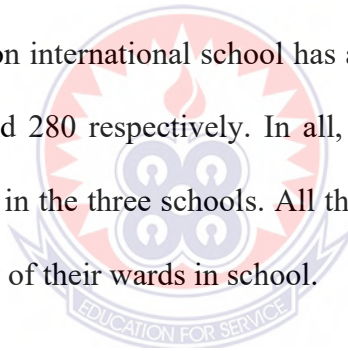 on international school has a
d 280 respectively. In all,
in the three schools. All th
of their wards in school.
EDUCATION FOR SERVICE